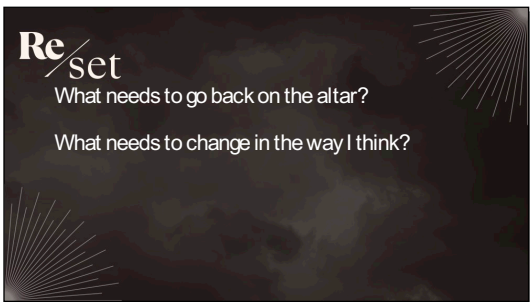 Re/set
What needs to go back on the altar?
What needs to change in the way I think?